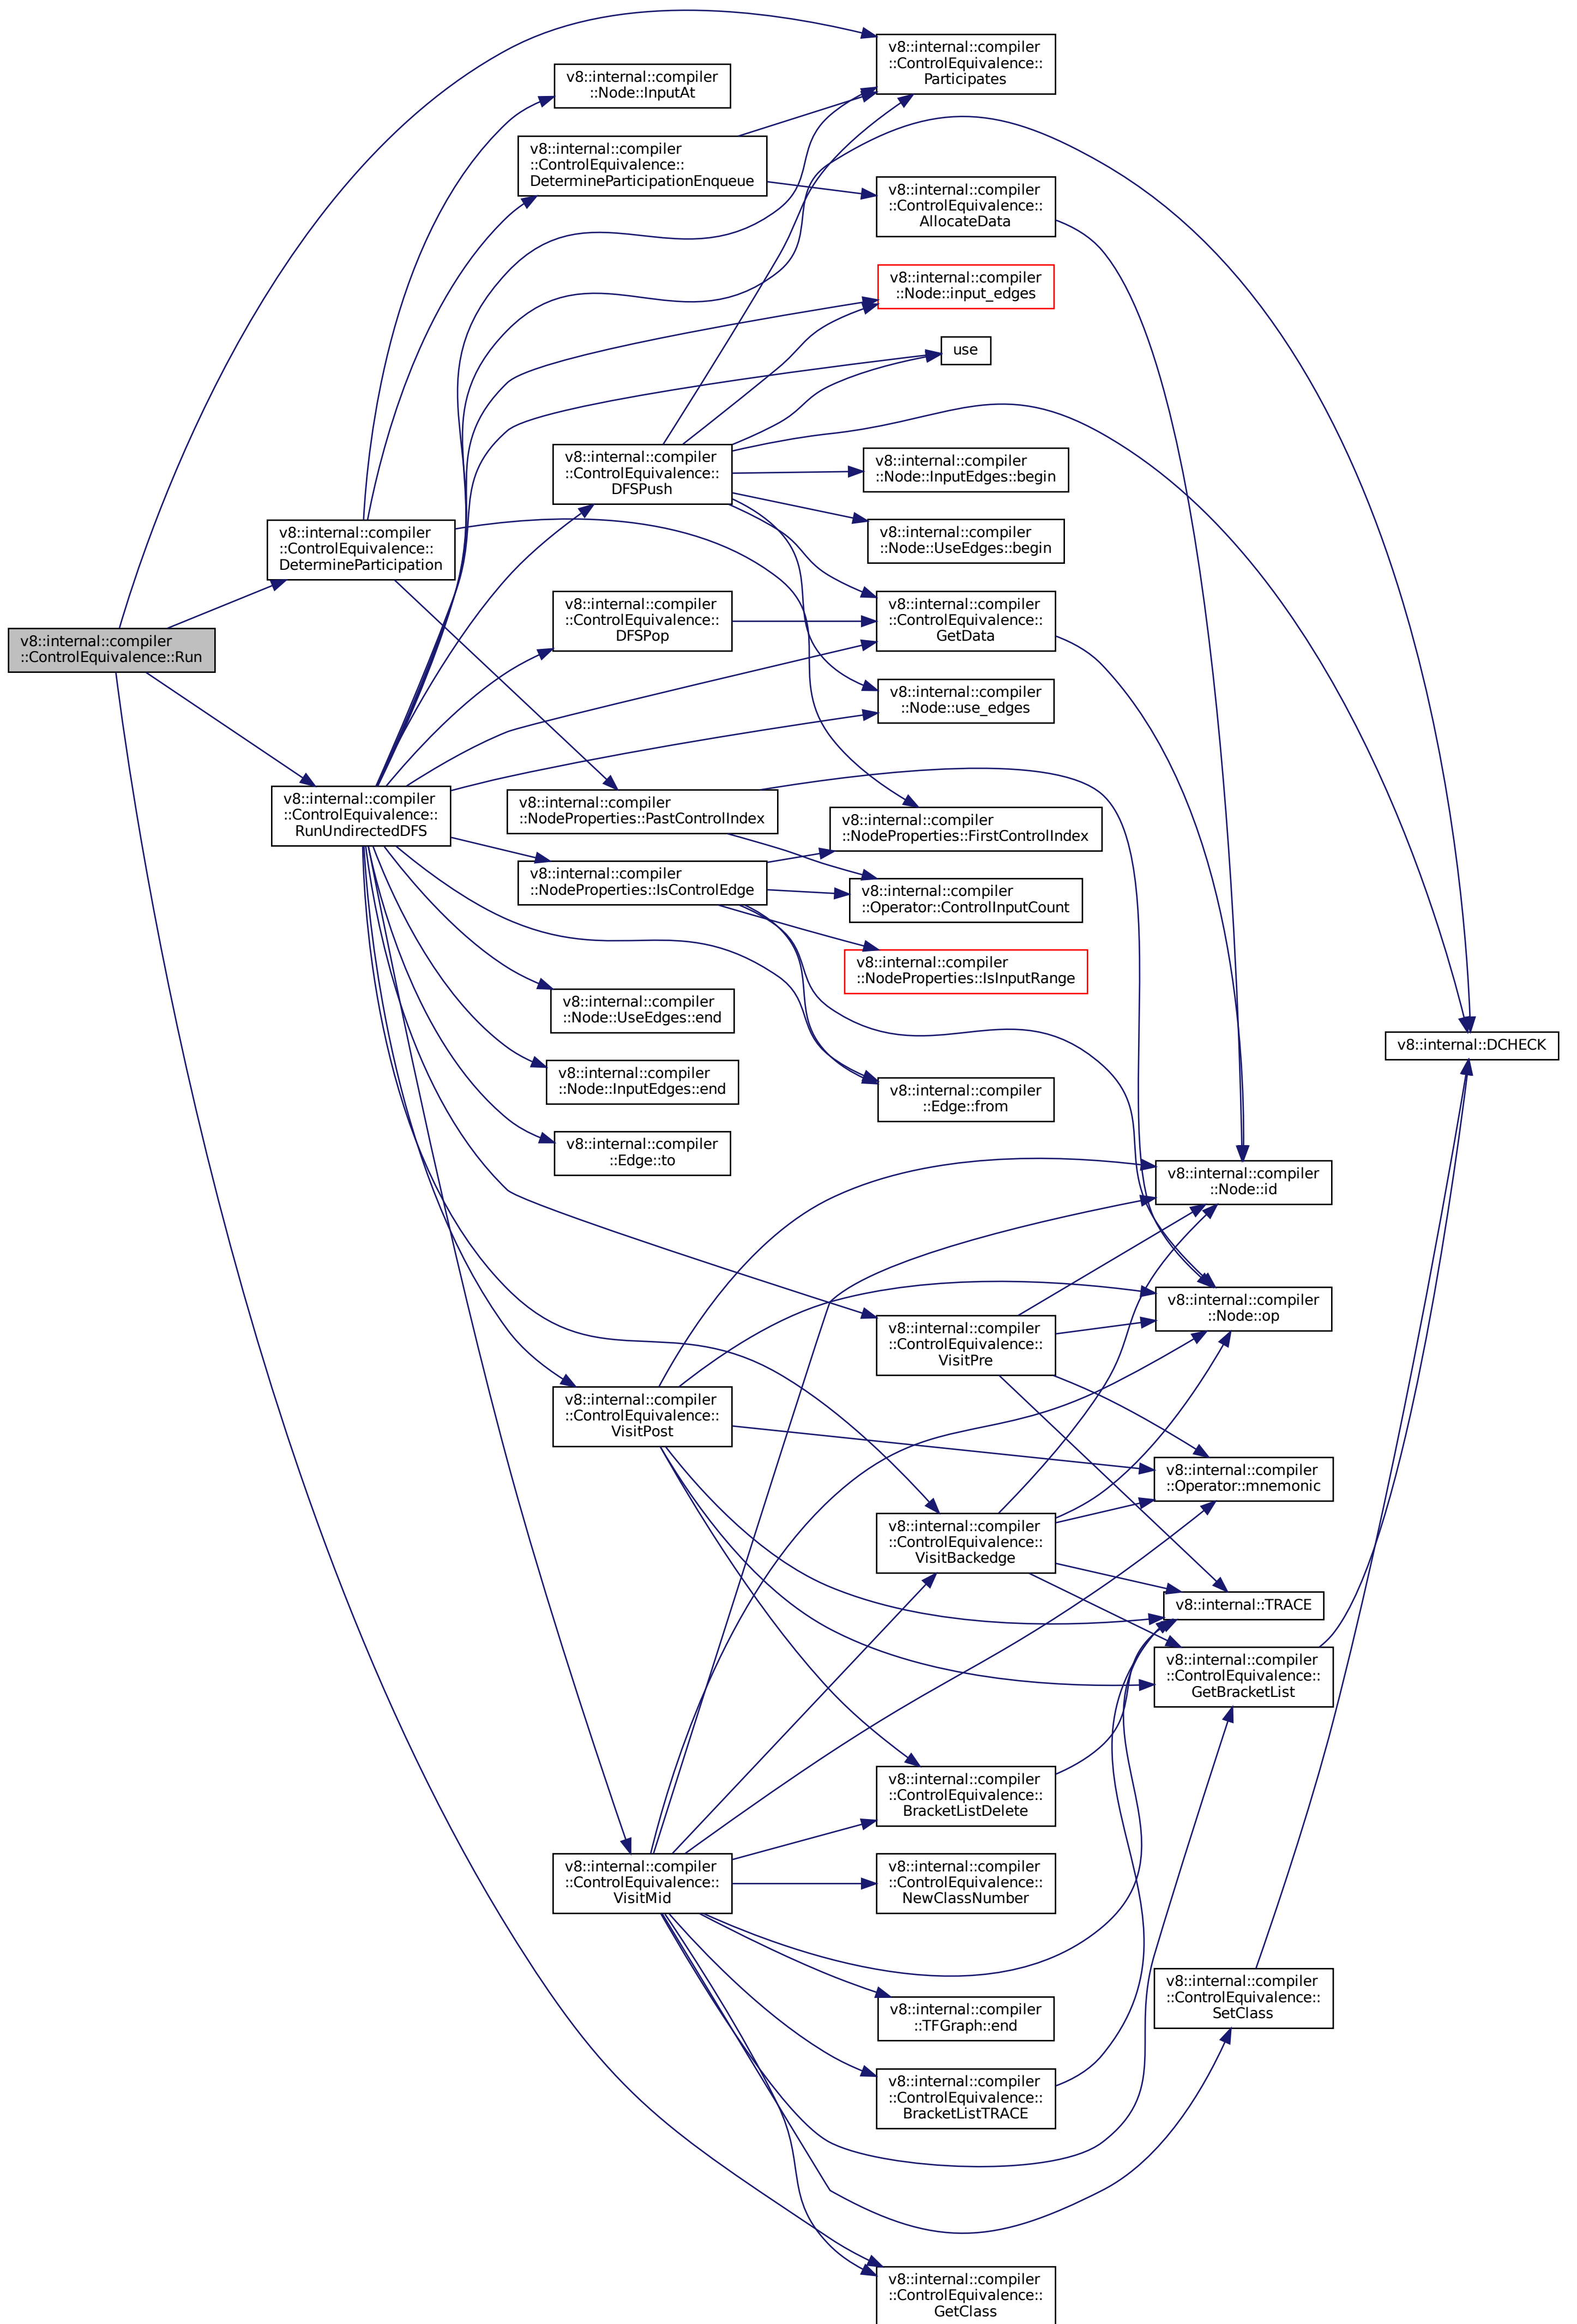 v8::internal::compiler
::ControlEquivalence::
Participates
v8::internal::compiler
::Node::InputAt
v8::internal::compiler
::ControlEquivalence::
DetermineParticipationEnqueue
v8::internal::compiler
::ControlEquivalence::
AllocateData
v8::internal::compiler
::Node::input_edges
use
v8::internal::compiler
::ControlEquivalence::
DFSPush
v8::internal::compiler
::Node::InputEdges::begin
v8::internal::compiler
::Node::UseEdges::begin
v8::internal::compiler
::ControlEquivalence::
DetermineParticipation
v8::internal::compiler
::ControlEquivalence::
DFSPop
v8::internal::compiler
::ControlEquivalence::
GetData
v8::internal::compiler
::ControlEquivalence::Run
v8::internal::compiler
::Node::use_edges
v8::internal::compiler
::ControlEquivalence::
RunUndirectedDFS
v8::internal::compiler
::NodeProperties::PastControlIndex
v8::internal::compiler
::NodeProperties::FirstControlIndex
v8::internal::compiler
::NodeProperties::IsControlEdge
v8::internal::compiler
::Operator::ControlInputCount
v8::internal::compiler
::NodeProperties::IsInputRange
v8::internal::compiler
::Node::UseEdges::end
v8::internal::DCHECK
v8::internal::compiler
::Node::InputEdges::end
v8::internal::compiler
::Edge::from
v8::internal::compiler
::Edge::to
v8::internal::compiler
::Node::id
v8::internal::compiler
::Node::op
v8::internal::compiler
::ControlEquivalence::
VisitPre
v8::internal::compiler
::ControlEquivalence::
VisitPost
v8::internal::compiler
::Operator::mnemonic
v8::internal::compiler
::ControlEquivalence::
VisitBackedge
v8::internal::TRACE
v8::internal::compiler
::ControlEquivalence::
GetBracketList
v8::internal::compiler
::ControlEquivalence::
BracketListDelete
v8::internal::compiler
::ControlEquivalence::
VisitMid
v8::internal::compiler
::ControlEquivalence::
NewClassNumber
v8::internal::compiler
::ControlEquivalence::
SetClass
v8::internal::compiler
::TFGraph::end
v8::internal::compiler
::ControlEquivalence::
BracketListTRACE
v8::internal::compiler
::ControlEquivalence::
GetClass